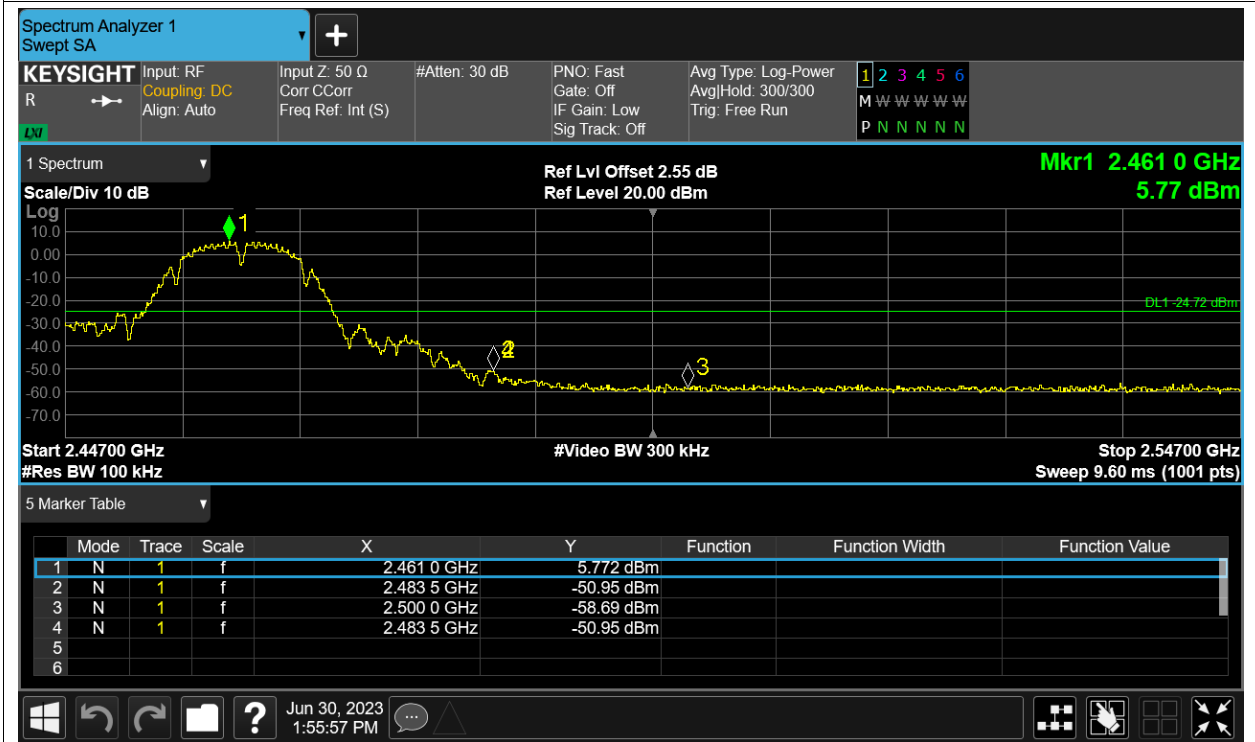 Spectrum Analyzer 1
Swept SA
+
KEYSIGHT Input: RF Input Z: 50 Ω #Atten: 30 dB PNO: Fast Avg Type: Log-Power 1 2 3 4 5 6
R Coupling: DC Corr CCorr Gate: Off Avg|Hold: 300/300 M W W W W W
Align: Auto Freq Ref: Int (S) IF Gain: Low Trig: Free Run
LXI Sig Track: Off P N N N N N
1 Spectrum Ref Lvl Offset 2.55 dB Mkr1 2.461 0 GHz
Scale/Div 10 dB Ref Level 20.00 dBm 5.77 dBm
Log
1
10.0
0.00
-10.0
-20.0
DL1 -24.72 dBm
-30.0
-40.0
2
-50.0
3
-60.0
-70.0
Start 2.44700 GHz #Video BW 300 kHz Stop 2.54700 GHz
#Res BW 100 kHz Sweep 9.60 ms (1001 pts)
5 Marker Table
Mode Trace Scale X Y Function Function Width Function Value
1 N 1 f 2.461 0 GHz 5.772 dBm
2 N 1 f 2.483 5 GHz -50.95 dBm
3 N 1 f 2.500 0 GHz -58.69 dBm
4 N 1 f 2.483 5 GHz -50.95 dBm
5
6
? Jun 30, 2023
1:55:57 PM